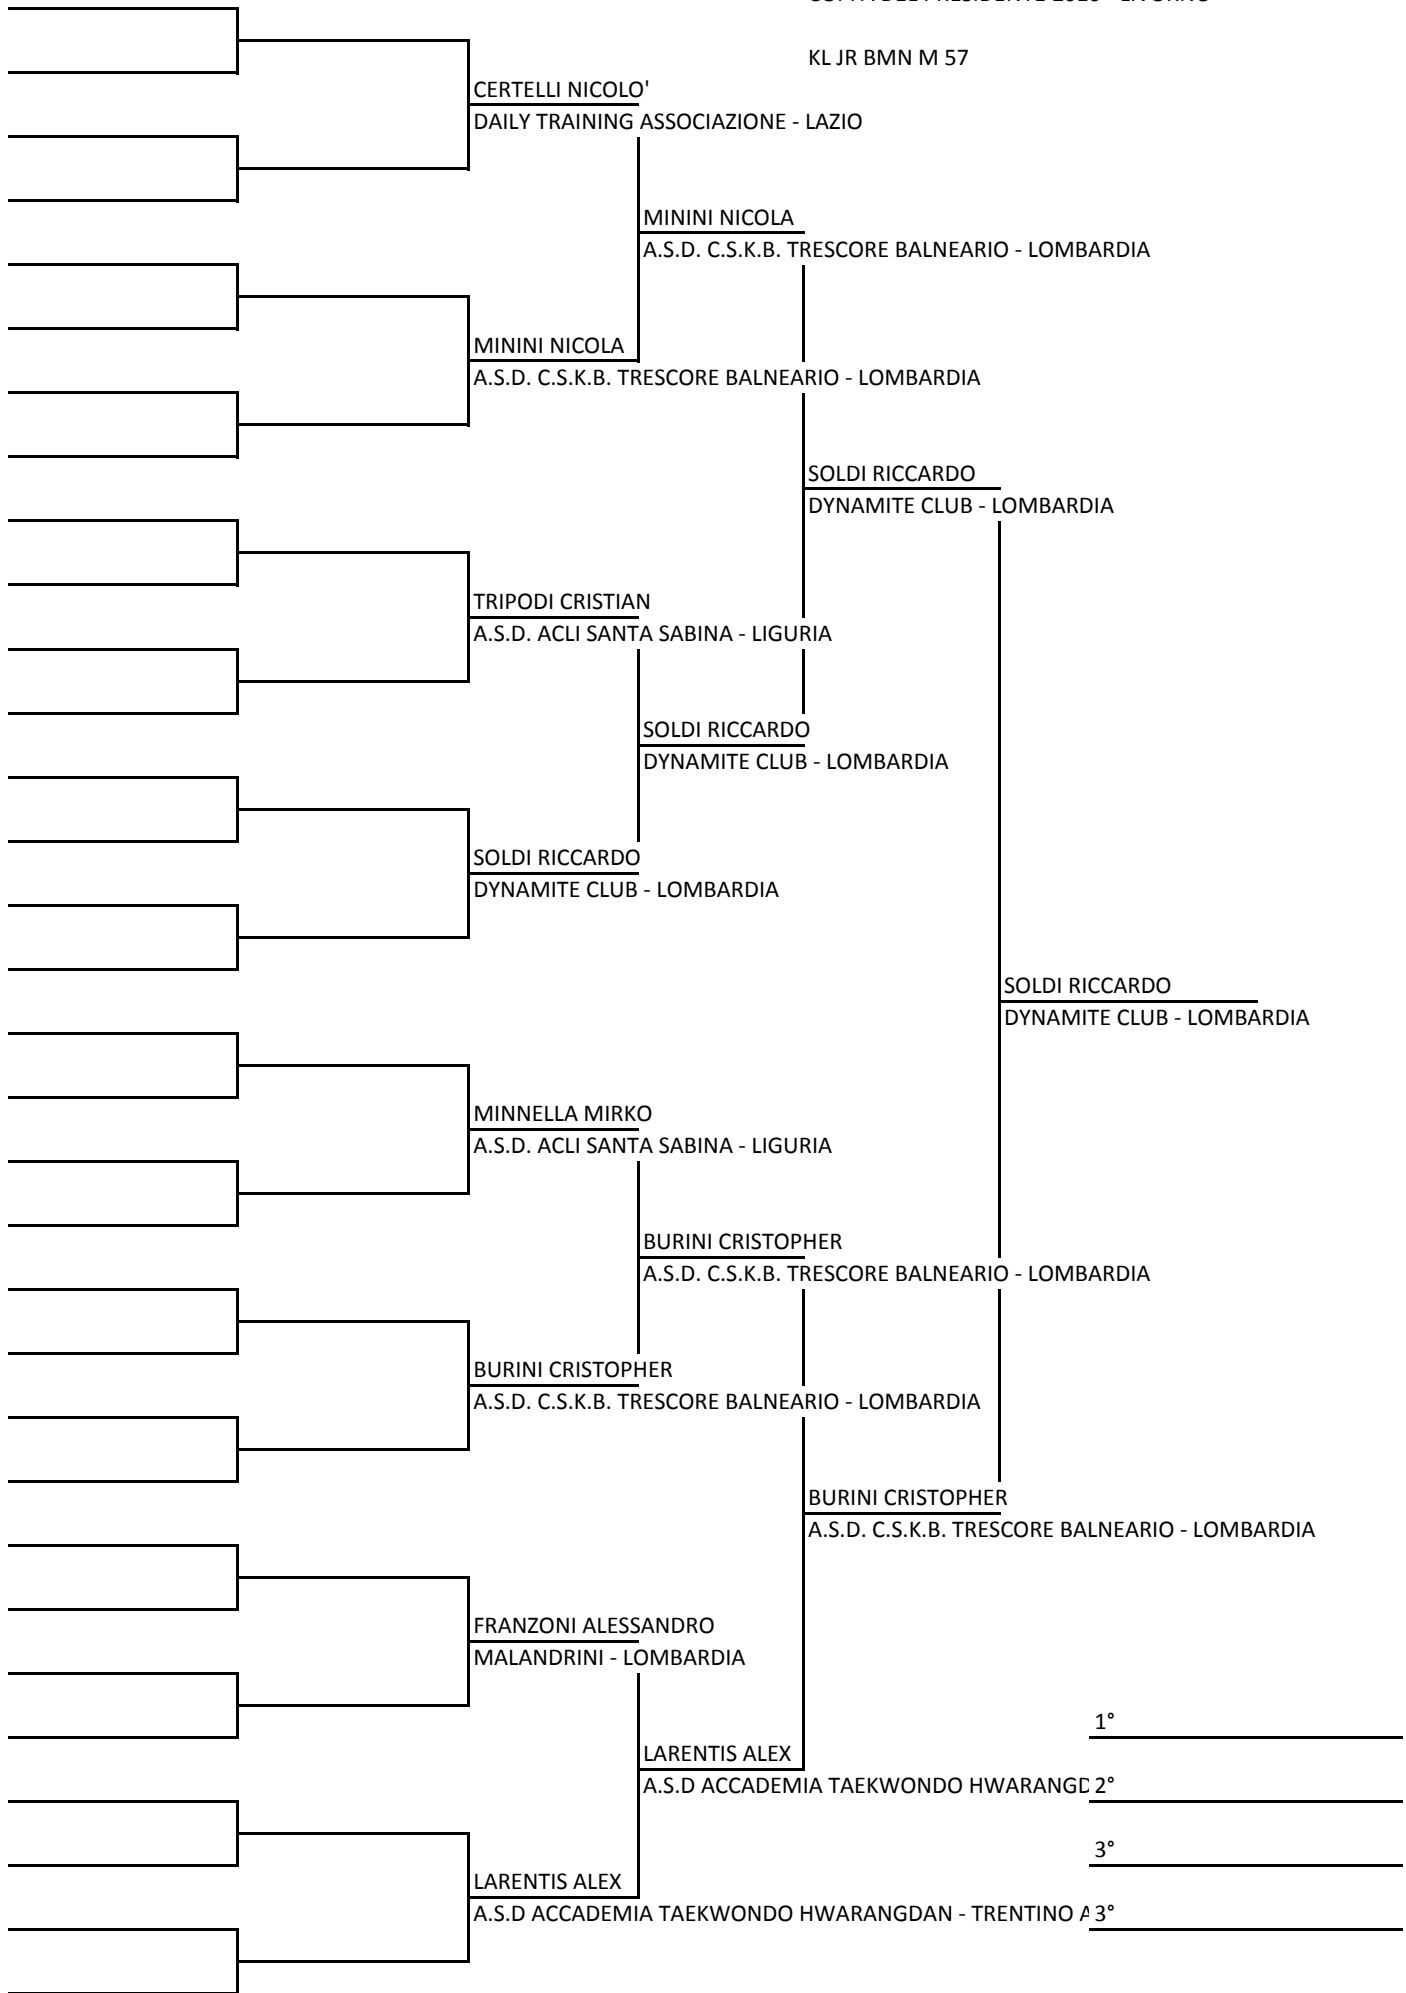 KL JR BMN M 57
CERTELLI NICOLO'
DAILY TRAINING ASSOCIAZIONE - LAZIO
MININI NICOLA
A.S.D. C.S.K.B. TRESCORE BALNEARIO - LOMBARDIA
MININI NICOLA
A.S.D. C.S.K.B. TRESCORE BALNEARIO - LOMBARDIA
SOLDI RICCARDO
DYNAMITE CLUB - LOMBARDIA
TRIPODI CRISTIAN
A.S.D. ACLI SANTA SABINA - LIGURIA
SOLDI RICCARDO
DYNAMITE CLUB - LOMBARDIA
SOLDI RICCARDO
DYNAMITE CLUB - LOMBARDIA
SOLDI RICCARDO
DYNAMITE CLUB - LOMBARDIA
MINNELLA MIRKO
A.S.D. ACLI SANTA SABINA - LIGURIA
BURINI CRISTOPHER
A.S.D. C.S.K.B. TRESCORE BALNEARIO - LOMBARDIA
BURINI CRISTOPHER
A.S.D. C.S.K.B. TRESCORE BALNEARIO - LOMBARDIA
BURINI CRISTOPHER
A.S.D. C.S.K.B. TRESCORE BALNEARIO - LOMBARDIA
FRANZONI ALESSANDRO
MALANDRINI - LOMBARDIA
1°
LARENTIS ALEX
A.S.D ACCADEMIA TAEKWONDO HWARANGD 2°
3°
LARENTIS ALEX
A.S.D ACCADEMIA TAEKWONDO HWARANGDAN - TRENTINO A 3°